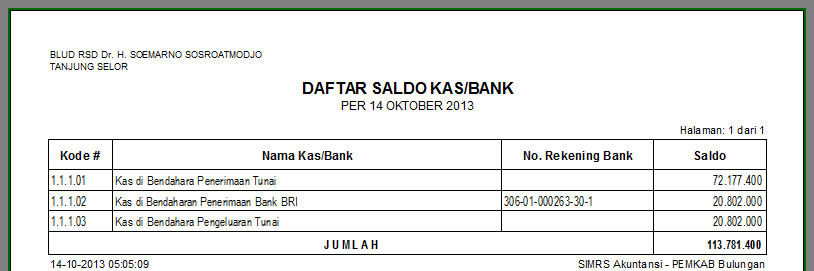 BLUD RSD Dr. H. SOEMARNO SOSROATMODJO
TANJUNG SELOR
DAFTAR SALDO KAS/BANK
PER 14 OKTOBER 2013
Halaman: 1 dari 1
Kode # Nama Kas/Bank No. Rekening Bank Saldo
1.1.1.01 Kas di Bendahara Penerimaan Tunai 72.177.400
1.1.1.02 Kas di Bendaharan Penerimaan Bank BRI 306-01-000263-30-1 20.802.000
1.1.1.03 Kas di Bendahara Pengeluaran Tunai 20.802.000
J U M L A H 113.781.400
14-10-2013 05:05:09 SIMRS Akuntansi - PEMKAB Bulungan